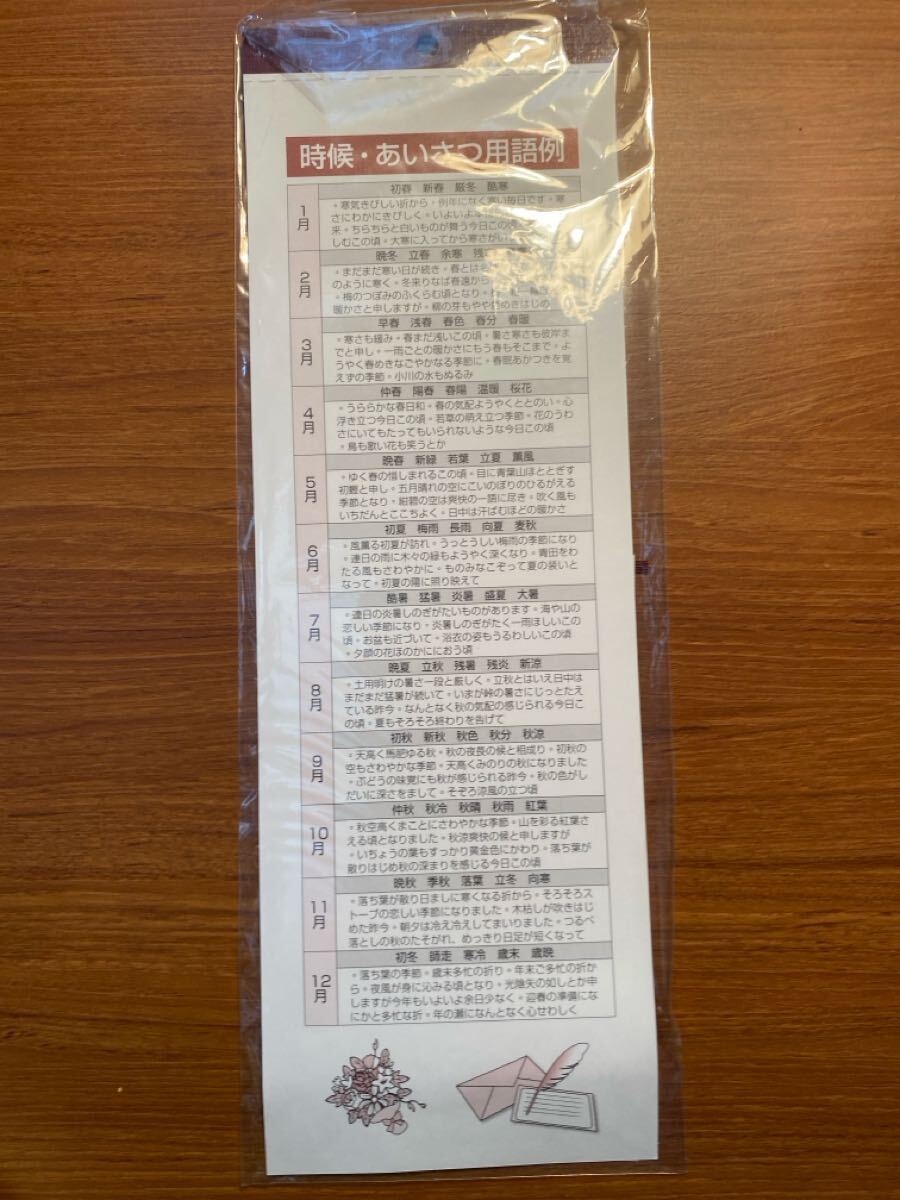 時候・あいさつ用語例
1月
初春 新春 厳冬 酷寒
。寒気きびしい折から。例年になく寒い毎日です。寒
さにわかにきびしく。いよいよ
来。ちらちらと白いものが舞う今日この
しむこの頃。大寒に入ってから寒さが
2月
晩冬 立春 余寒
。まだまだ寒い日が続き。春とは
のように寒く。冬来りなば春遠から
。梅のつぼみのふくらむ頃となり。
暖かさと申しますが。柳の芽もやや色めきはじめ
3月
早春 浅春 春色 春分 春暖
。寒さも緩み。春まだ浅いこの頃。暑さ寒さも彼岸ま
でと申し。一雨ごとの暖かさにもう春もそこまで。よ
うやく春めきなごやかなる季節に。春眠あかつきを覚
えずの季節。小川の水もぬるみ
4月
仲春 陽春 春陽 温暖 桜花
。うららかな春日和。春の気配ようやくととのい。心
浮き立つ今日この頃。若草の萌え立つ季節。花のうわ
さにいてもたってもいられないような今日この頃
。鳥も歌い花も笑うとか
5月
晩春 新緑 若葉 立夏 薫風
。ゆく春の惜しまれるこの頃。目に青葉山ほととぎす
初鰹と申し。五月晴れの空にこいのぼりのひるがえる
季節となり。紺碧の空は爽快の一語に尽き。吹く風も
いちだんとここちよく。日中は汗ばむほどの暖かさ
6月
初夏 梅雨 長雨 向夏 麦秋
。風薫る初夏が訪れ。うっとうしい梅雨の季節になり
。連日の雨に木々の緑もようやく深くなり。青田をわ
たる風もさわやかに。ものみなこぞって夏の装いと
なって。初夏の陽に照り映えて
7月
酷暑 猛暑 炎暑 盛夏 大暑
。連日の炎暑しのぎがたいものがあります。海や山の
恋しい季節になり。炎暑しのぎがたく一雨ほしいこの
頃。お盆も近づいて。浴衣の姿もうるわしいこの頃
。夕顔の花ほのかににおう頃
8月
晩夏 立秋 残暑 残炎 新涼
。土用明けの暑さ一段と厳しく。立秋とはいえ日中は
まだまだ猛暑が続いて。いまが峠の暑さにじっとたえ
ている昨今。なんとなく秋の気配の感じられる今日こ
の頃。夏もそろそろ終わりを告げて
9月
初秋 新秋 秋色 秋分 秋涼
。天高く馬肥ゆる秋。秋の夜長の候と相成り。初秋の
空もさわやかな季節。天高くみのりの秋になりました
。ぶどうの味覚にも秋が感じられる昨今。秋の色がし
だいに深さをまして。そぞろ涼風の立つ頃
10月
仲秋 秋冷 秋晴 秋雨 紅葉
。秋空高くまことにさわやかな季節。山を彩る紅葉さ
える頃となりました。秋涼爽快の候と申しますが
。いちょうの葉もすっかり黄金色にかわり。落ち葉が
散りはじめ秋の深まりを感じる今日この頃
11月
晩秋 季秋 落葉 立冬 向寒
。落ち葉が散り日ましに寒くなる折から。そろそろス
トーブの恋しい季節になりました。木枯しが吹きはじ
めた昨今。朝夕は冷え冷えしてまいりました。つるべ
落としの秋のたそがれ、めっきり日足が短くなって
12月
初冬 師走 寒冷 歳末 歳晩
。落ち葉の季節。歳末多忙の折り。年末ご多忙の折か
ら。夜風が身に沁みる頃となり。光陰矢の如しとか申
しますが今年もいよいよ余日少なく。迎春の準備にな
にかと多忙な折。年の瀬になんとなく心せわしく